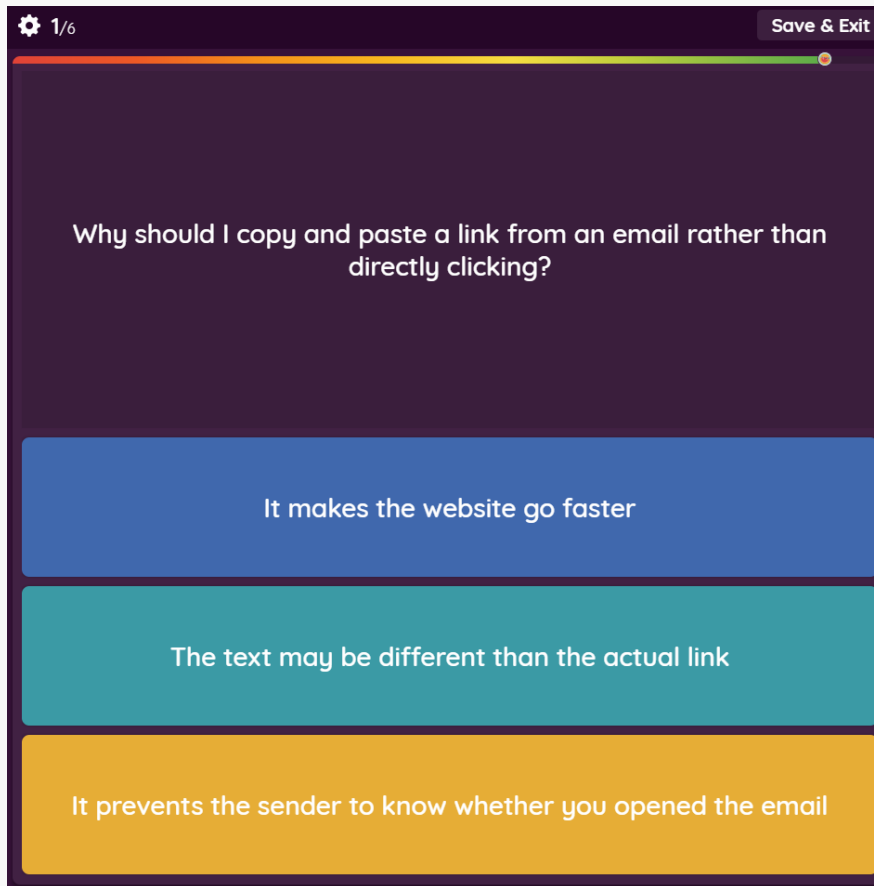 1/6
Save & Exit
Why should I copy and paste a link from an email rather than
directly clicking?
It makes the website go faster
The text may be different than the actual link
It prevents the sender to know whether you opened the email